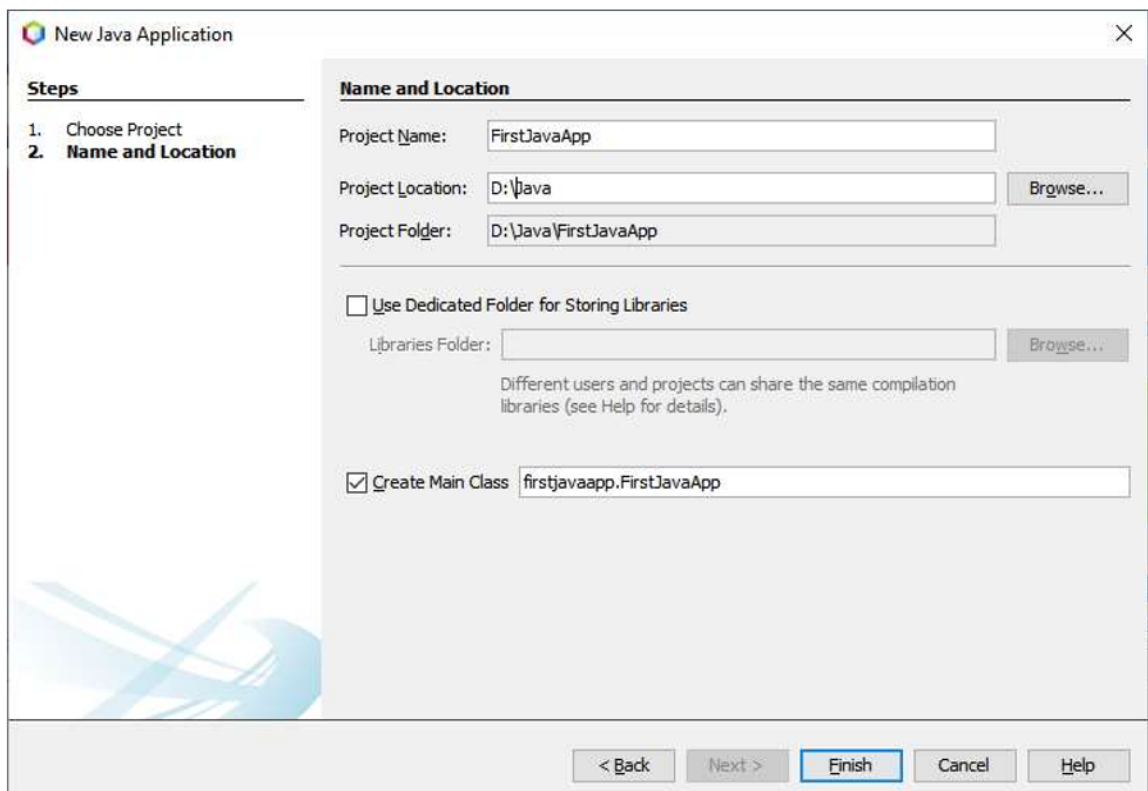 New Java Application
Steps
1. Choose Project
2. Name and Location
Name and Location
Project Name: FirstJavaApp
Project Location: D:\Java Browse...
Project Folder: D:\Java\FirstJavaApp
Use Dedicated Folder for Storing Libraries
Libraries Folder: Browse...
Different users and projects can share the same compilation
libraries (see Help for details).
Create Main Class firstjavaapp.FirstJavaApp
< Back Next > Finish Cancel Help